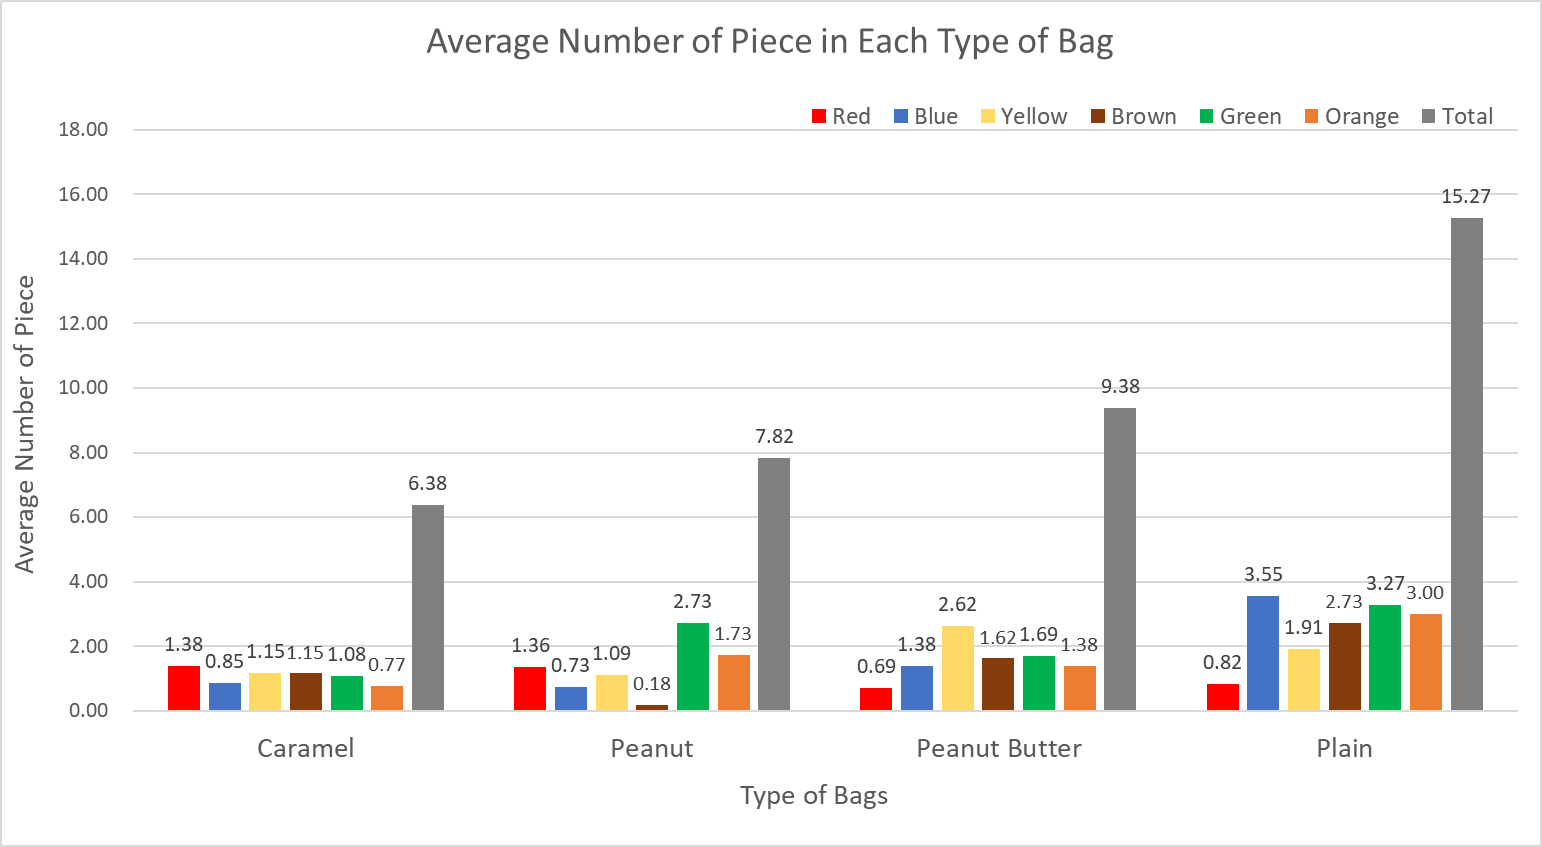 Average Number of Piece in Each Type of Bag
Red Blue Yellow Brown Green Orange Total
18.00
16.00
14.00
12.00
10.00
8.00
6.00
4.00
2.00
0.00
Average Number of Piece
1.38 0.85 1.15 1.15 1.08 0.77 6.38
1.36 0.73 1.09 0.18 2.73 1.73 7.82
0.69 1.38 2.62 1.62 1.69 1.38 9.38
0.82 3.55 1.91 2.73 3.27 3.00 15.27
Caramel Peanut Peanut Butter Plain
Type of Bags